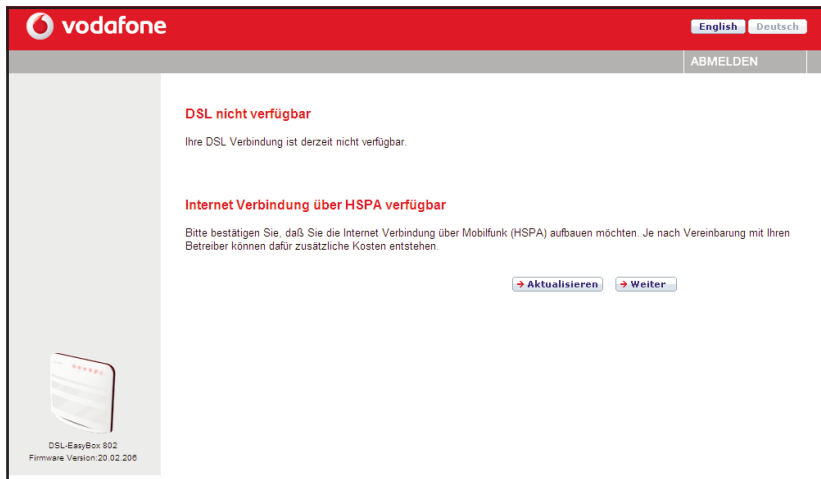 vodafone
English Deutsch
ABMELDEN
DSL nicht verfügbar
Ihre DSL Verbindung ist derzeit nicht verfügbar.
Internet Verbindung über HSPA verfügbar
Bitte bestätigen Sie, daß Sie die Internet Verbindung über Mobilfunk (HSPA) aufbauen möchten. Je nach Vereinbarung mit Ihren
Betreiber können dafür zusätzliche Kosten entstehen.
Aktualisieren Weiter
DSL-EasyBox 802
Firmware Version:20.02.206